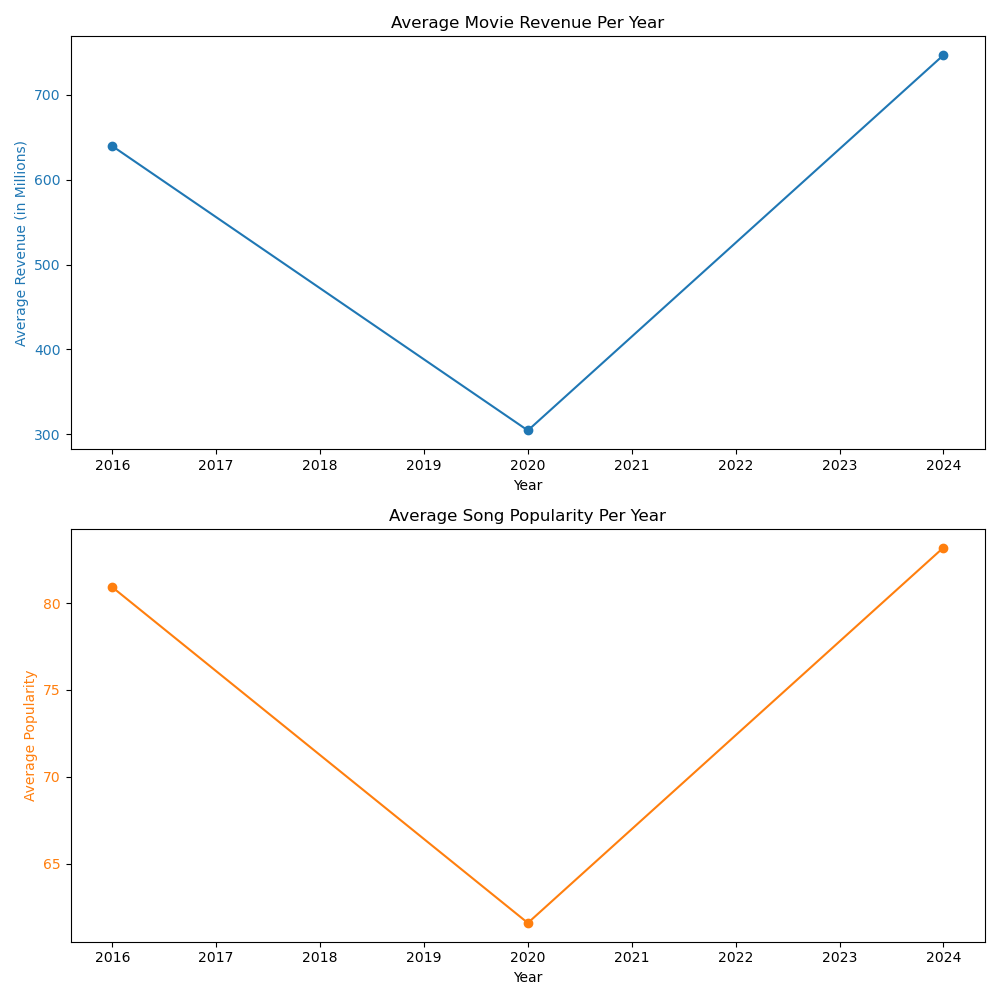 Average Movie Revenue Per Year
Average Revenue (in Millions)
700
600
500
400
300
2016 2017 2018 2019 2020 2021 2022 2023 2024
Year
Average Song Popularity Per Year
Average Popularity
80
75
70
65
2016 2017 2018 2019 2020 2021 2022 2023 2024
Year